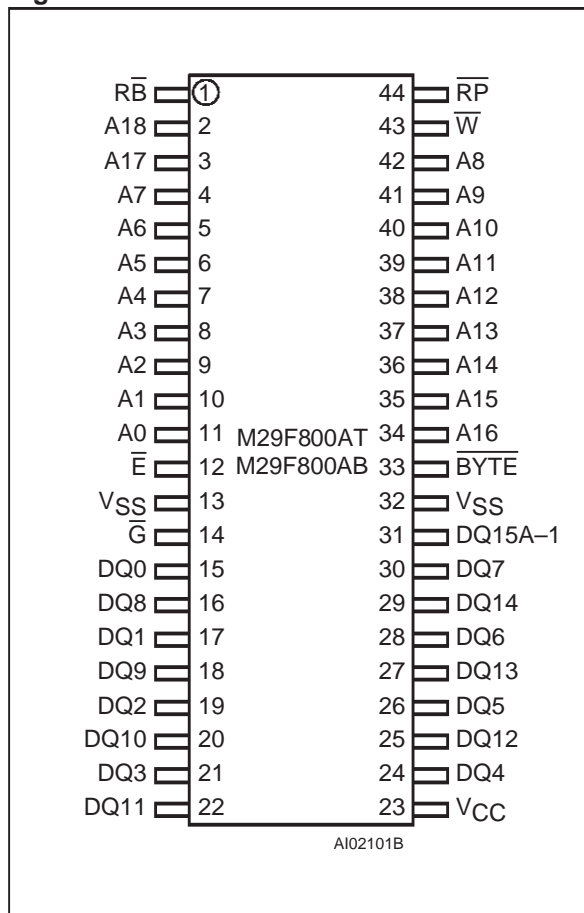 RB̅ 1 44 R̅P̅
A18 2 43 W̅
A17 3 42 A8
A7 4 41 A9
A6 5 40 A10
A5 6 39 A11
A4 7 38 A12
A3 8 37 A13
A2 9 36 A14
A1 10 35 A15
A0 11 M29F800AT 34 A16
E̅ 12 M29F800AB 33 B̅Y̅T̅E̅
VSS 13 32 VSS
G̅ 14 31 DQ15A–1
DQ0 15 30 DQ7
DQ8 16 29 DQ14
DQ1 17 28 DQ6
DQ9 18 27 DQ13
DQ2 19 26 DQ5
DQ10 20 25 DQ12
DQ3 21 24 DQ4
DQ11 22 23 VCC
AI02101B